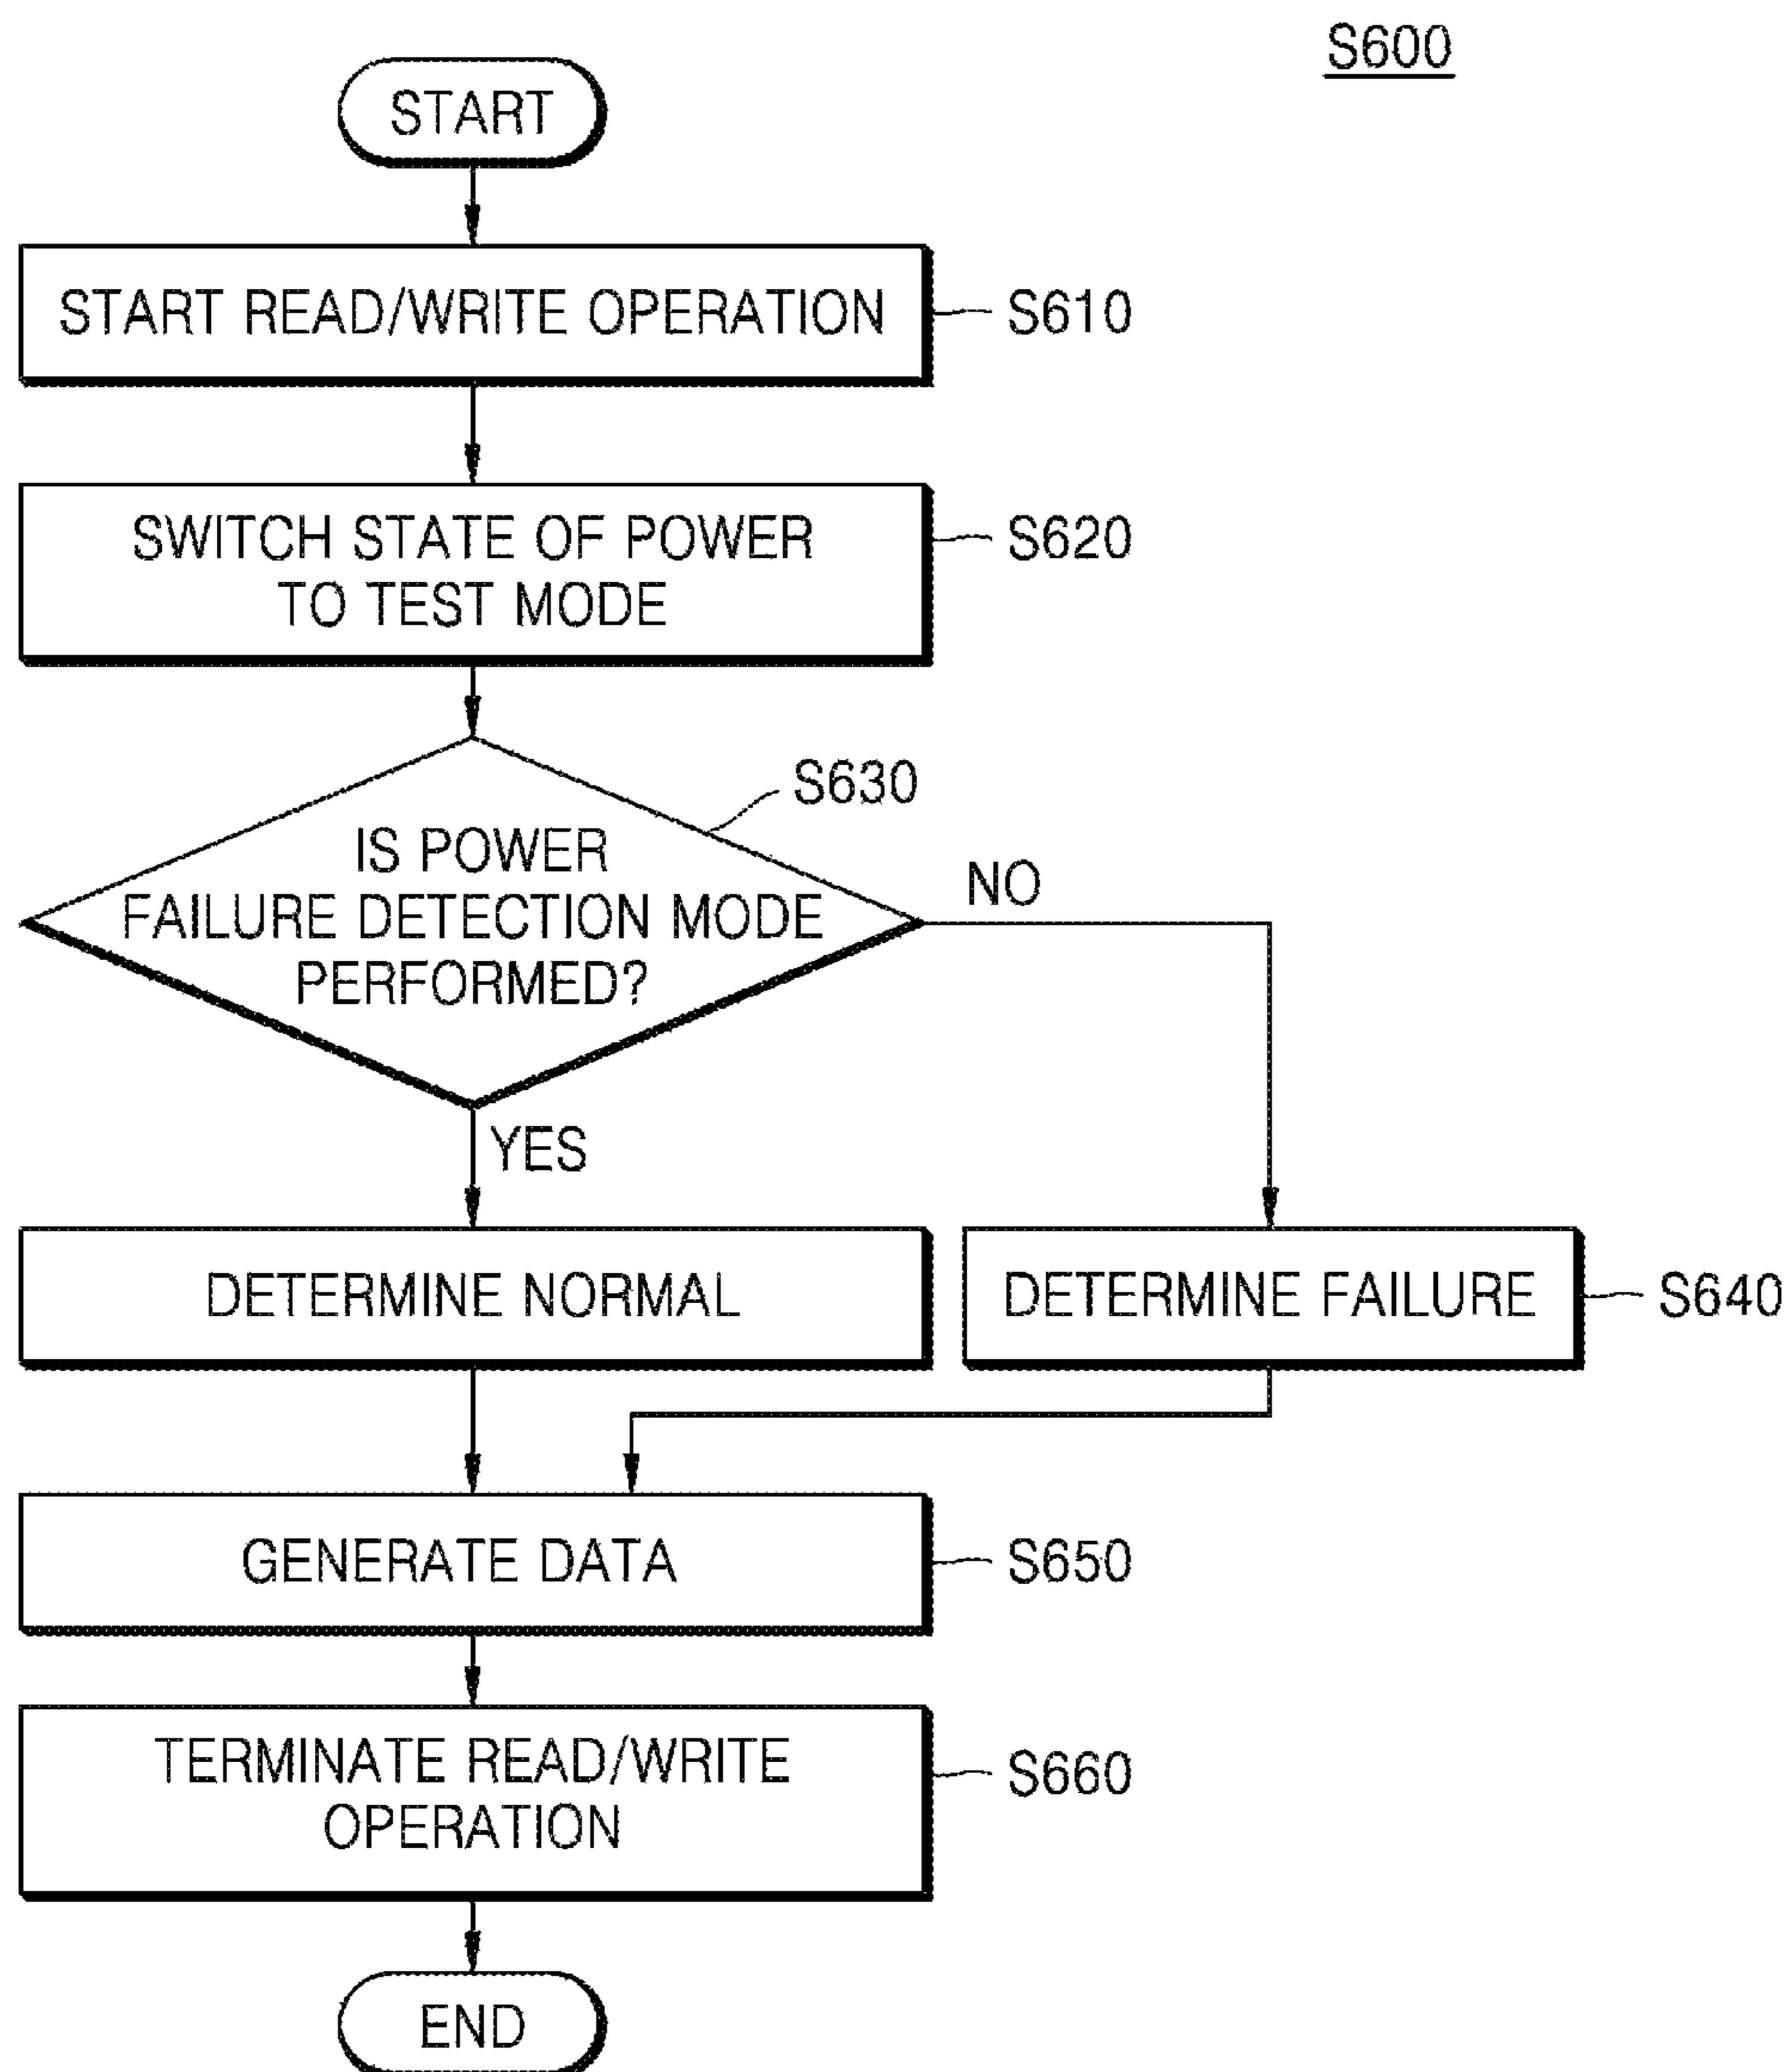 S600
START
START READ/WRITE OPERATION
S610
SWITCH STATE OF POWER
TO TEST MODE
S620
S630
IS POWER
FAILURE DETECTION MODE
PERFORMED?
NO
YES
DETERMINE NORMAL
DETERMINE FAILURE
S640
GENERATE DATA
S650
TERMINATE READ/WRITE
OPERATION
S660
END